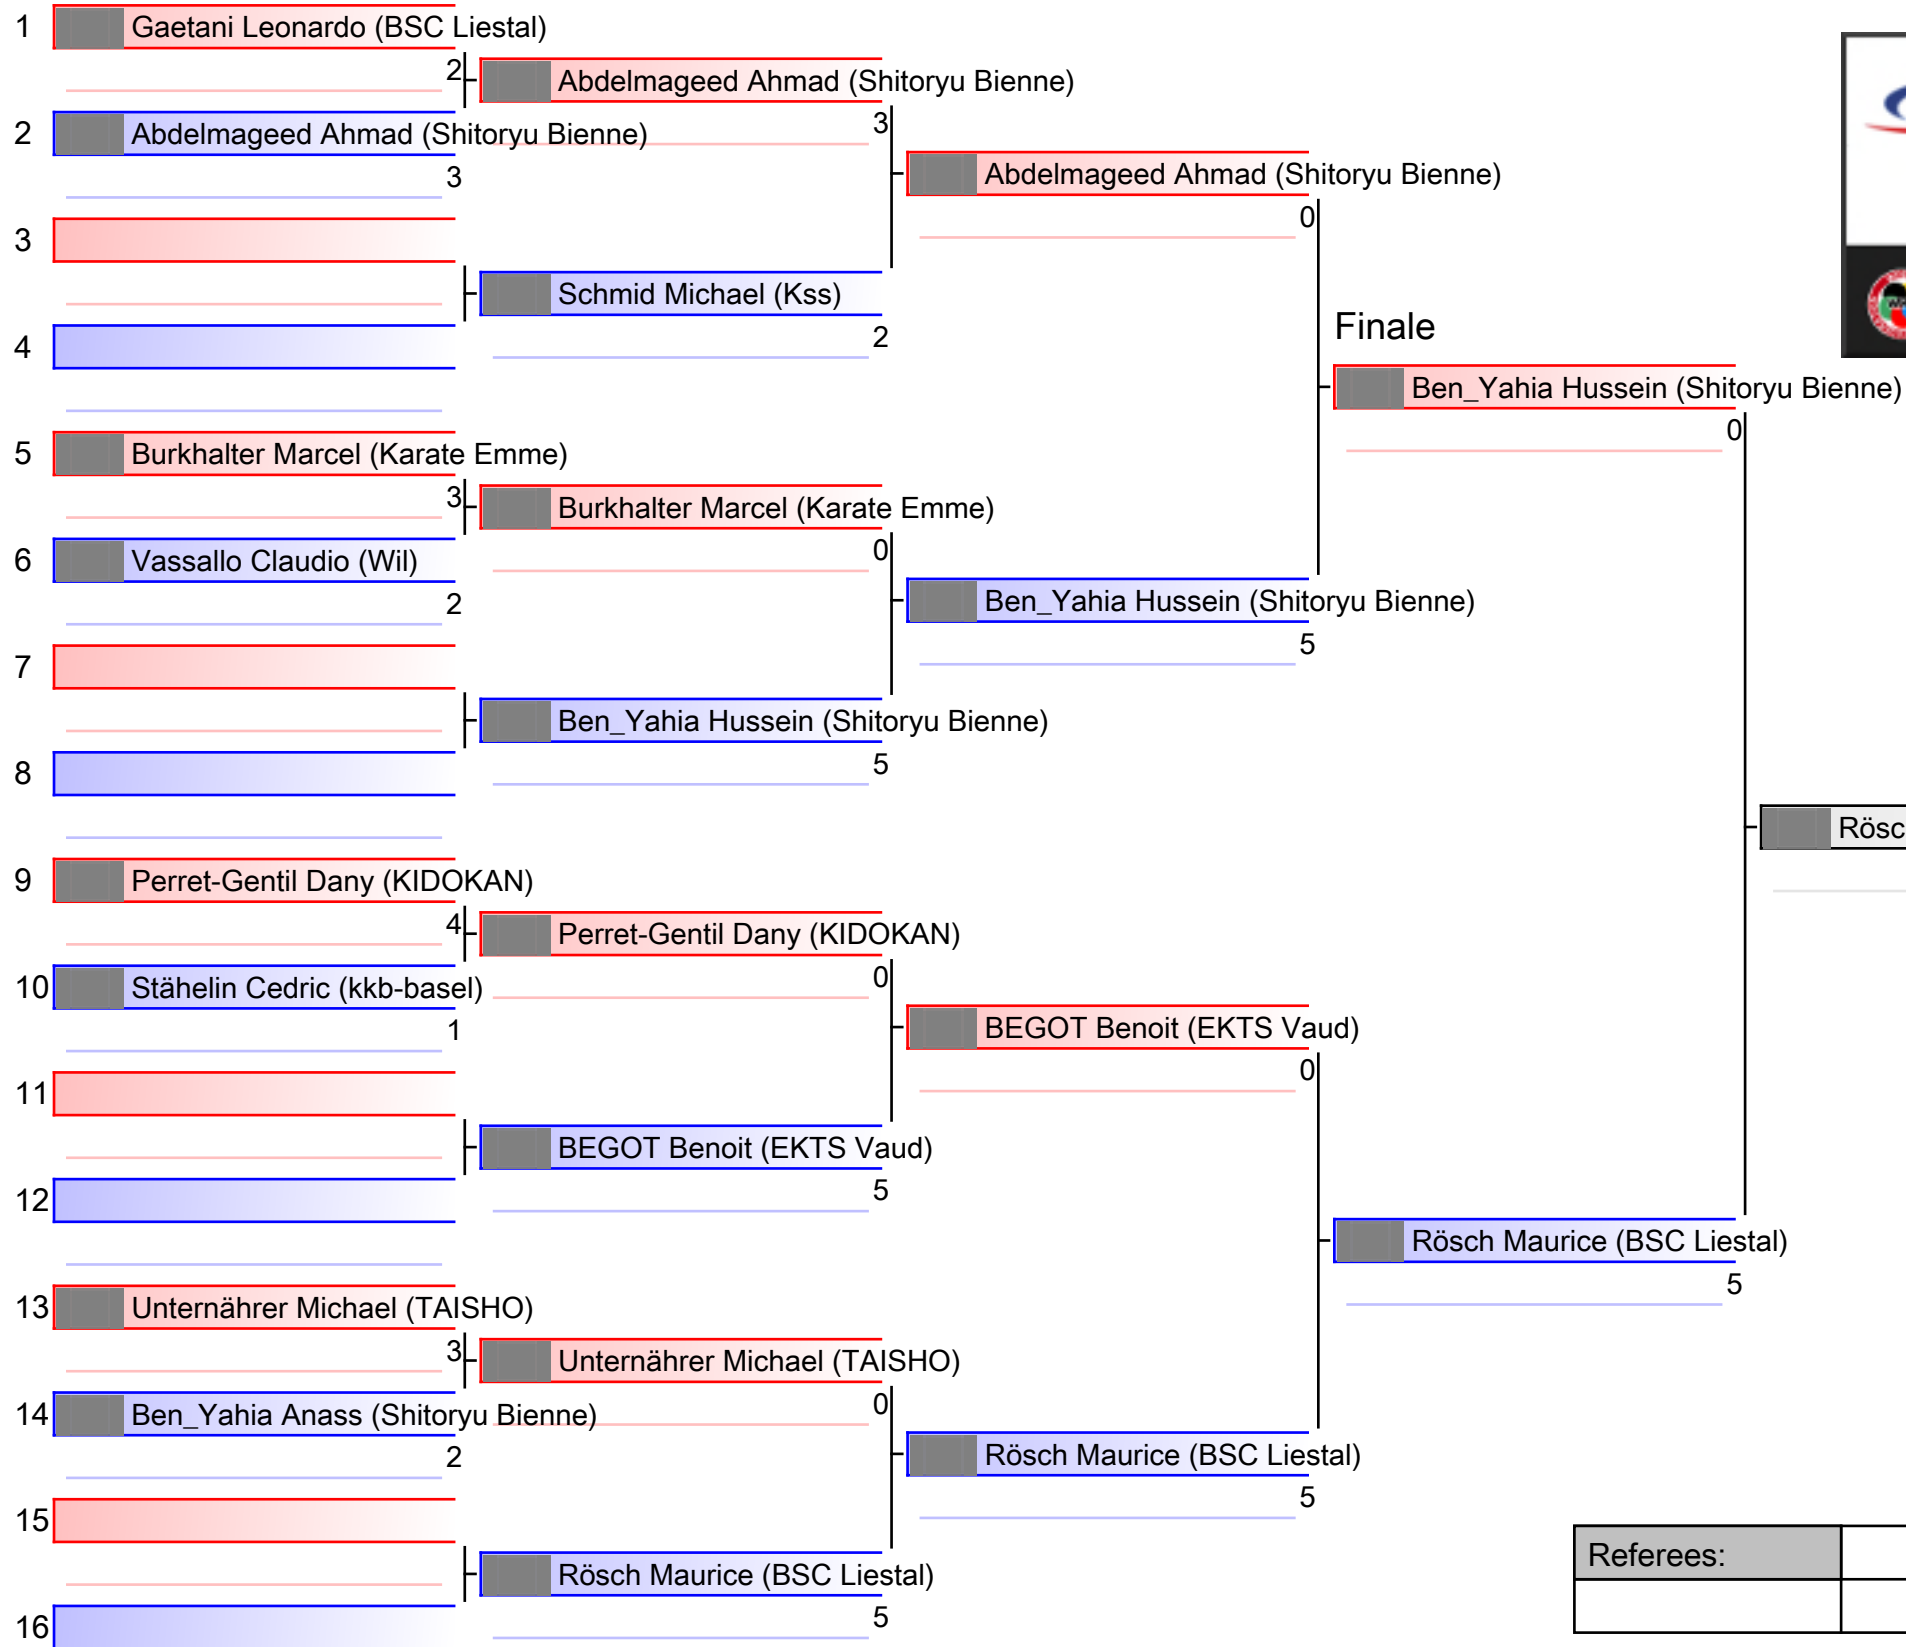 1 Gaetani Leonardo (BSC Liestal)
2
Abdelmageed Ahmad (Shitoryu Bienne)
2 Abdelmageed Ahmad (Shitoryu Bienne)
3
3
Abdelmageed Ahmad (Shitoryu Bienne)
0
3
Schmid Michael (Kss)
2
4
Finale
Ben_Yahia Hussein (Shitoryu Bienne)
0
5 Burkhalter Marcel (Karate Emme)
3
Burkhalter Marcel (Karate Emme)
0
6 Vassallo Claudio (Wil)
2
Ben_Yahia Hussein (Shitoryu Bienne)
5
7
Ben_Yahia Hussein (Shitoryu Bienne)
5
8
Rösc
9 Perret-Gentil Dany (KIDOKAN)
4
Perret-Gentil Dany (KIDOKAN)
0
10 Stähelin Cedric (kkb-basel)
1
BEGOT Benoit (EKTS Vaud)
0
11
BEGOT Benoit (EKTS Vaud)
5
12
Rösch Maurice (BSC Liestal)
5
13 Unternährer Michael (TAISHO)
3
Unternährer Michael (TAISHO)
0
14 Ben_Yahia Anass (Shitoryu Bienne)
2
Rösch Maurice (BSC Liestal)
5
15
Rösch Maurice (BSC Liestal)
5
16
Referees: